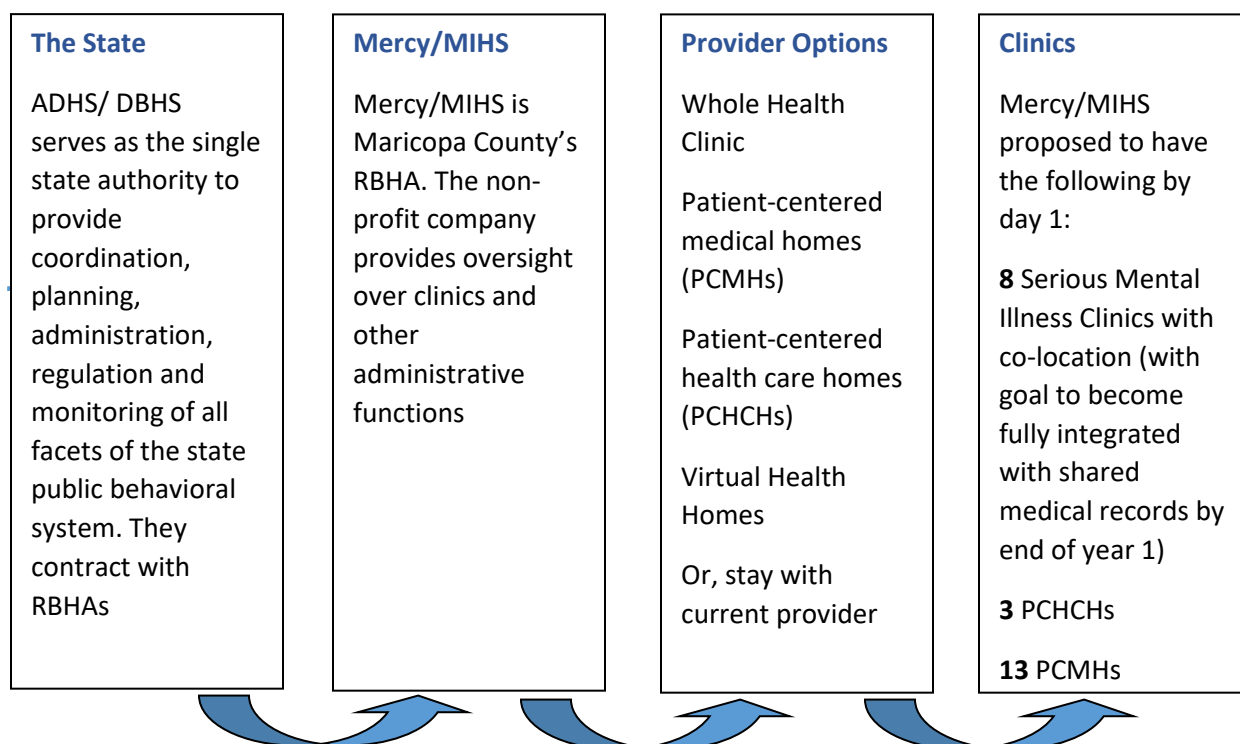 The State
ADHS/ DBHS
serves as the single
state authority to
provide
coordination,
planning,
administration,
regulation and
monitoring of all
facets of the state
public behavioral
system. They
contract with
RBHAs
Mercy/MIHS
Mercy/MIHS is
Maricopa County’s
RBHA. The non-
profit company
provides oversight
over clinics and
other
administrative
functions
Provider Options
Whole Health
Clinic
Patient-centered
medical homes
(PCMHs)
Patient-centered
health care homes
(PCHCHs)
Virtual Health
Homes
Or, stay with
current provider
Clinics
Mercy/MIHS
proposed to have
the following by
day 1:
8 Serious Mental
Illness Clinics with
co-location (with
goal to become
fully integrated
with shared
medical records by
end of year 1)
3 PCHCHs
13 PCMHs